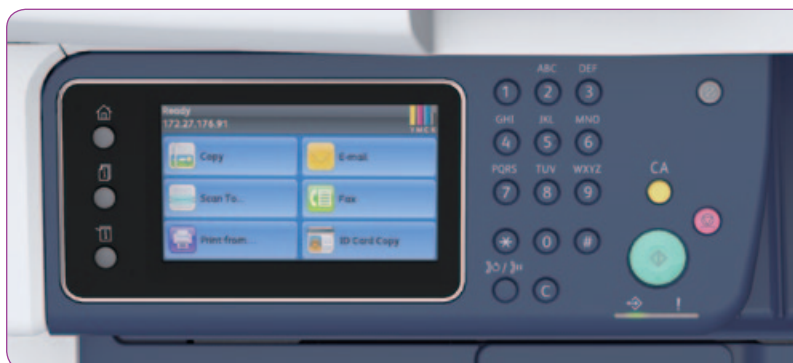 Ready
172.27.176.91
Y M C K
Copy
E-mail
Scan To...
Fax
Print from...
ID Card Copy
ABC DEF
1 2 3
GHI JKL MNO
4 5 6
PQRS TUV WXYZ
7 8 9
* 0 #
C
CA